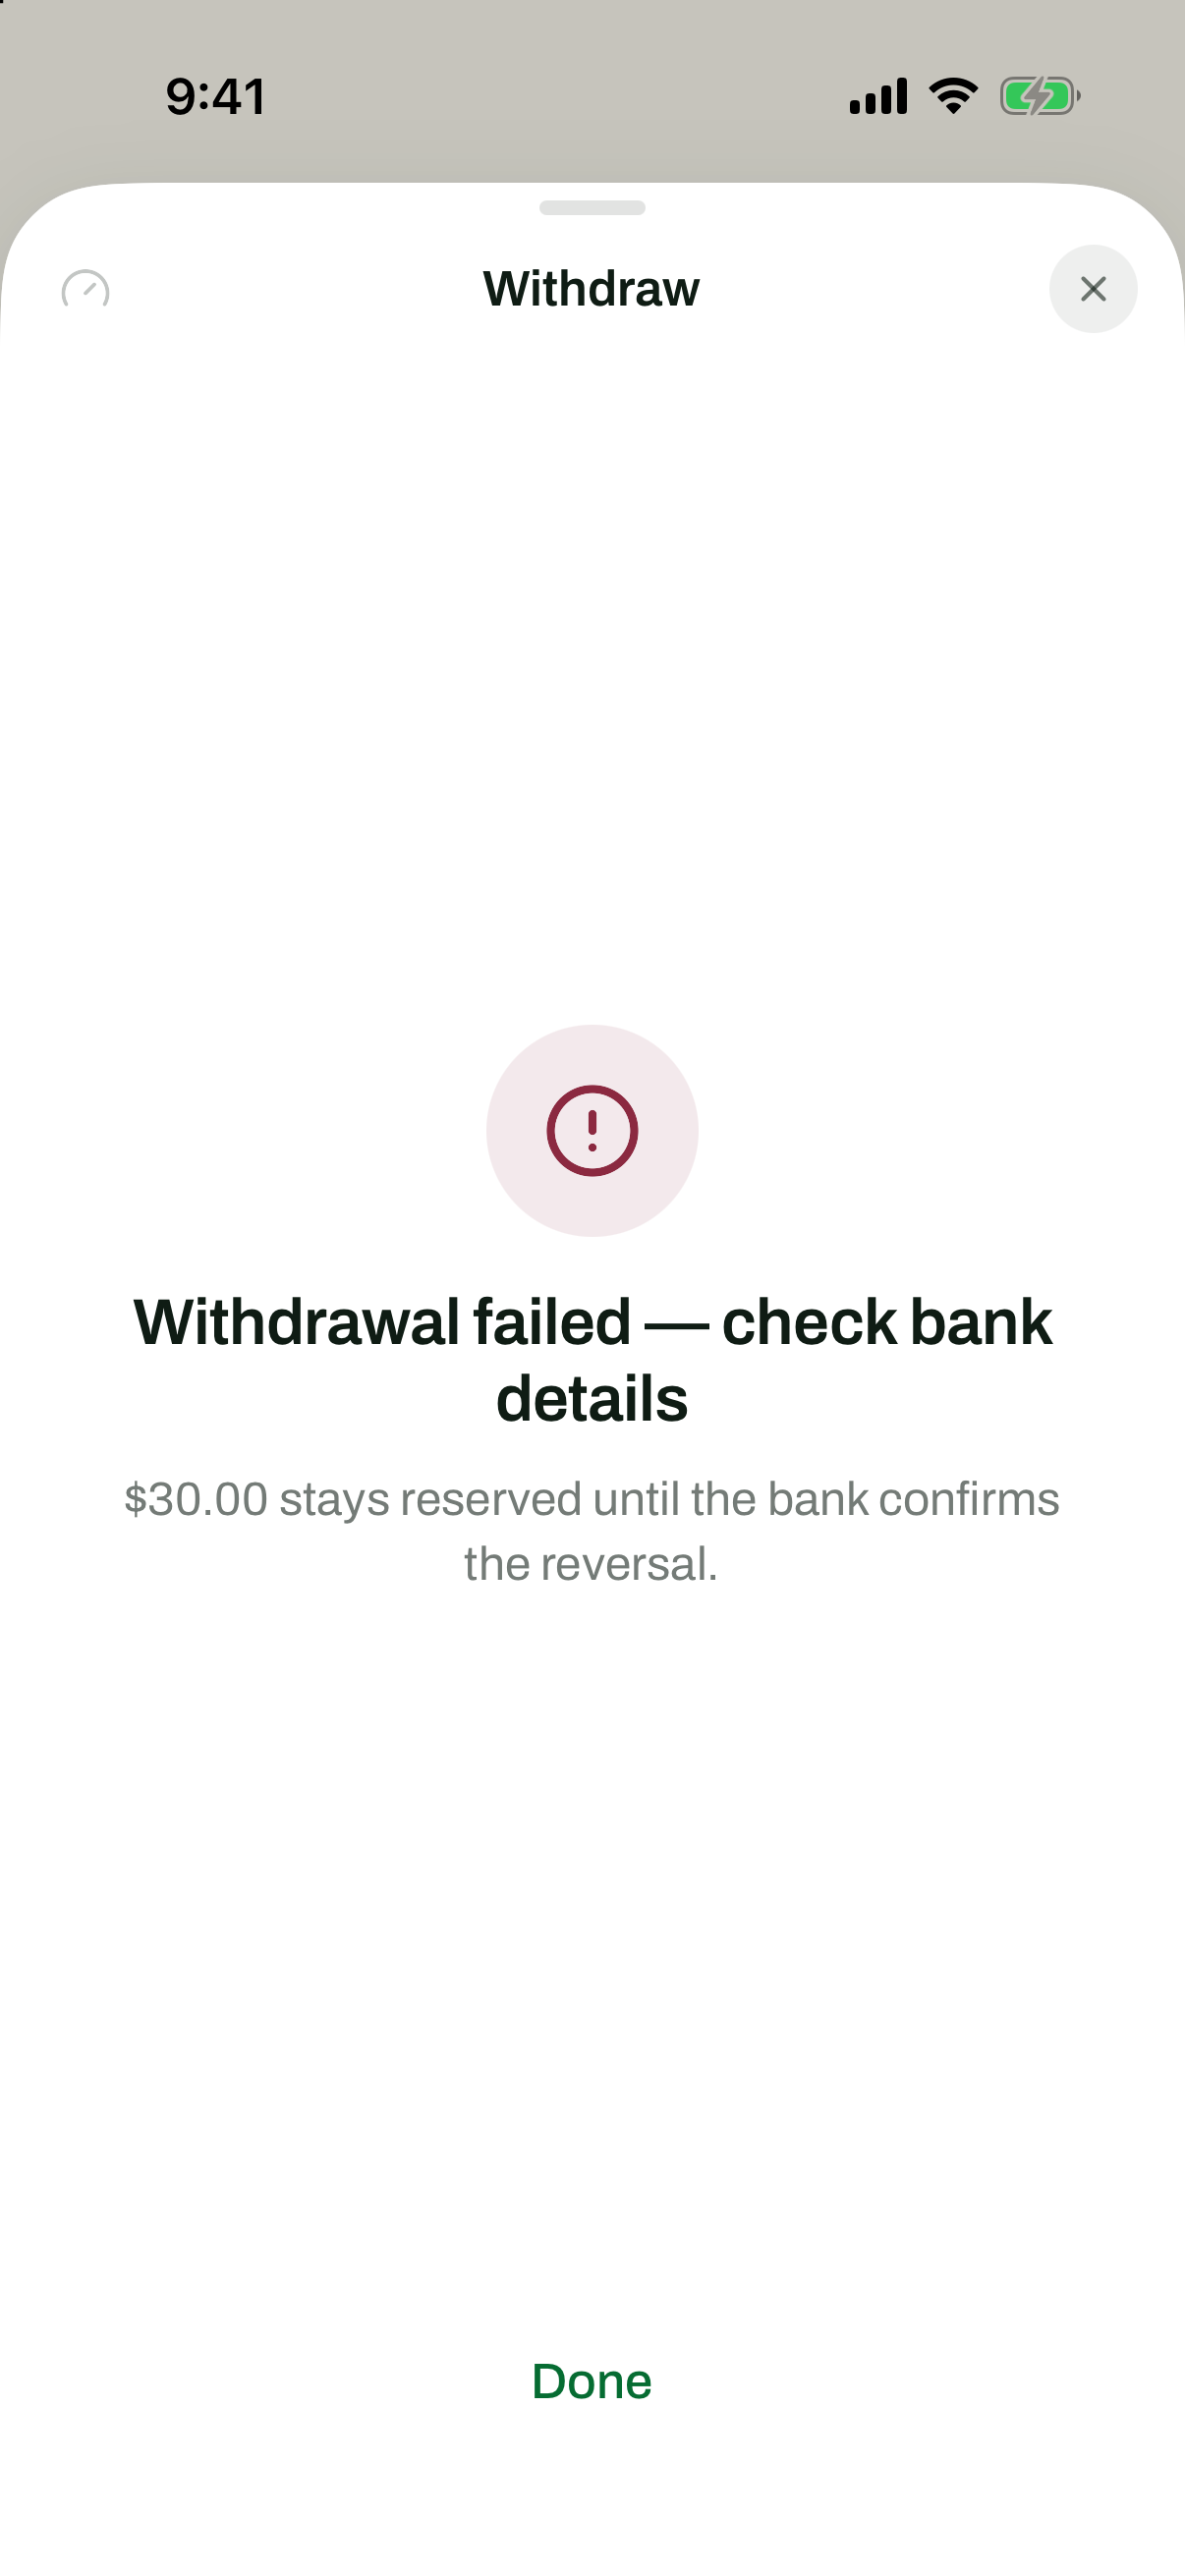 9:41
Withdraw
Withdrawal failed — check bank
details
$30.00 stays reserved until the bank confirms
the reversal.
Done